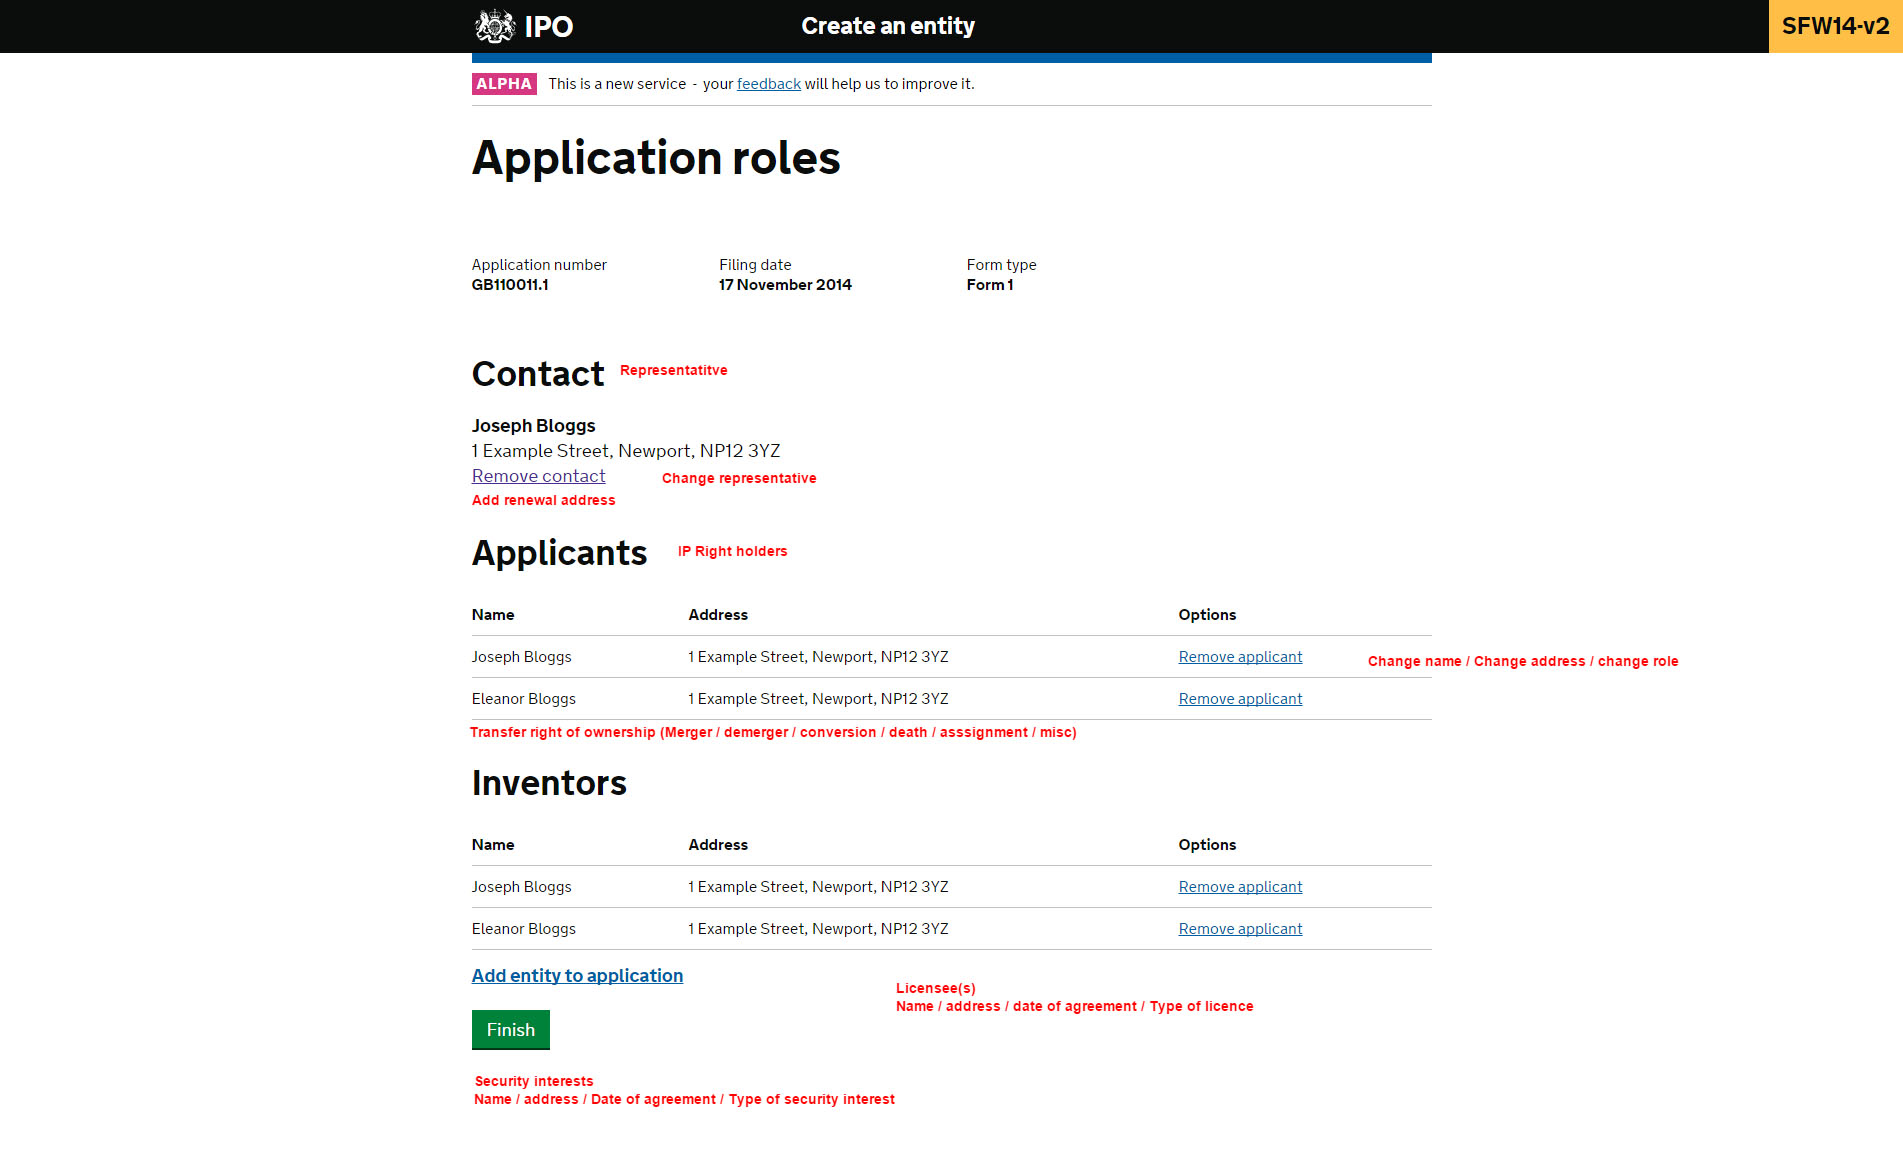 IPO
Create an entity
SFW14-v2
ALPHA This is a new service - your feedback will help us to improve it.
Application roles
Application number Filing date Form type
GB110011.1 17 November 2014 Form 1
Contact Representatitve
Joseph Bloggs
1 Example Street, Newport, NP12 3YZ
Remove contact Change representative
Add renewal address
Applicants IP Right holders
Name Address Options
Joseph Bloggs 1 Example Street, Newport, NP12 3YZ Remove applicant Change name / Change address / change role
Eleanor Bloggs 1 Example Street, Newport, NP12 3YZ Remove applicant
Transfer right of ownership (Merger / demerger / conversion / death / asssignment / misc)
Inventors
Name Address Options
Joseph Bloggs 1 Example Street, Newport, NP12 3YZ Remove applicant
Eleanor Bloggs 1 Example Street, Newport, NP12 3YZ Remove applicant
Add entity to application
Licensee(s)
Name / address / date of agreement / Type of licence
Finish
Security interests
Name / address / Date of agreement / Type of security interest